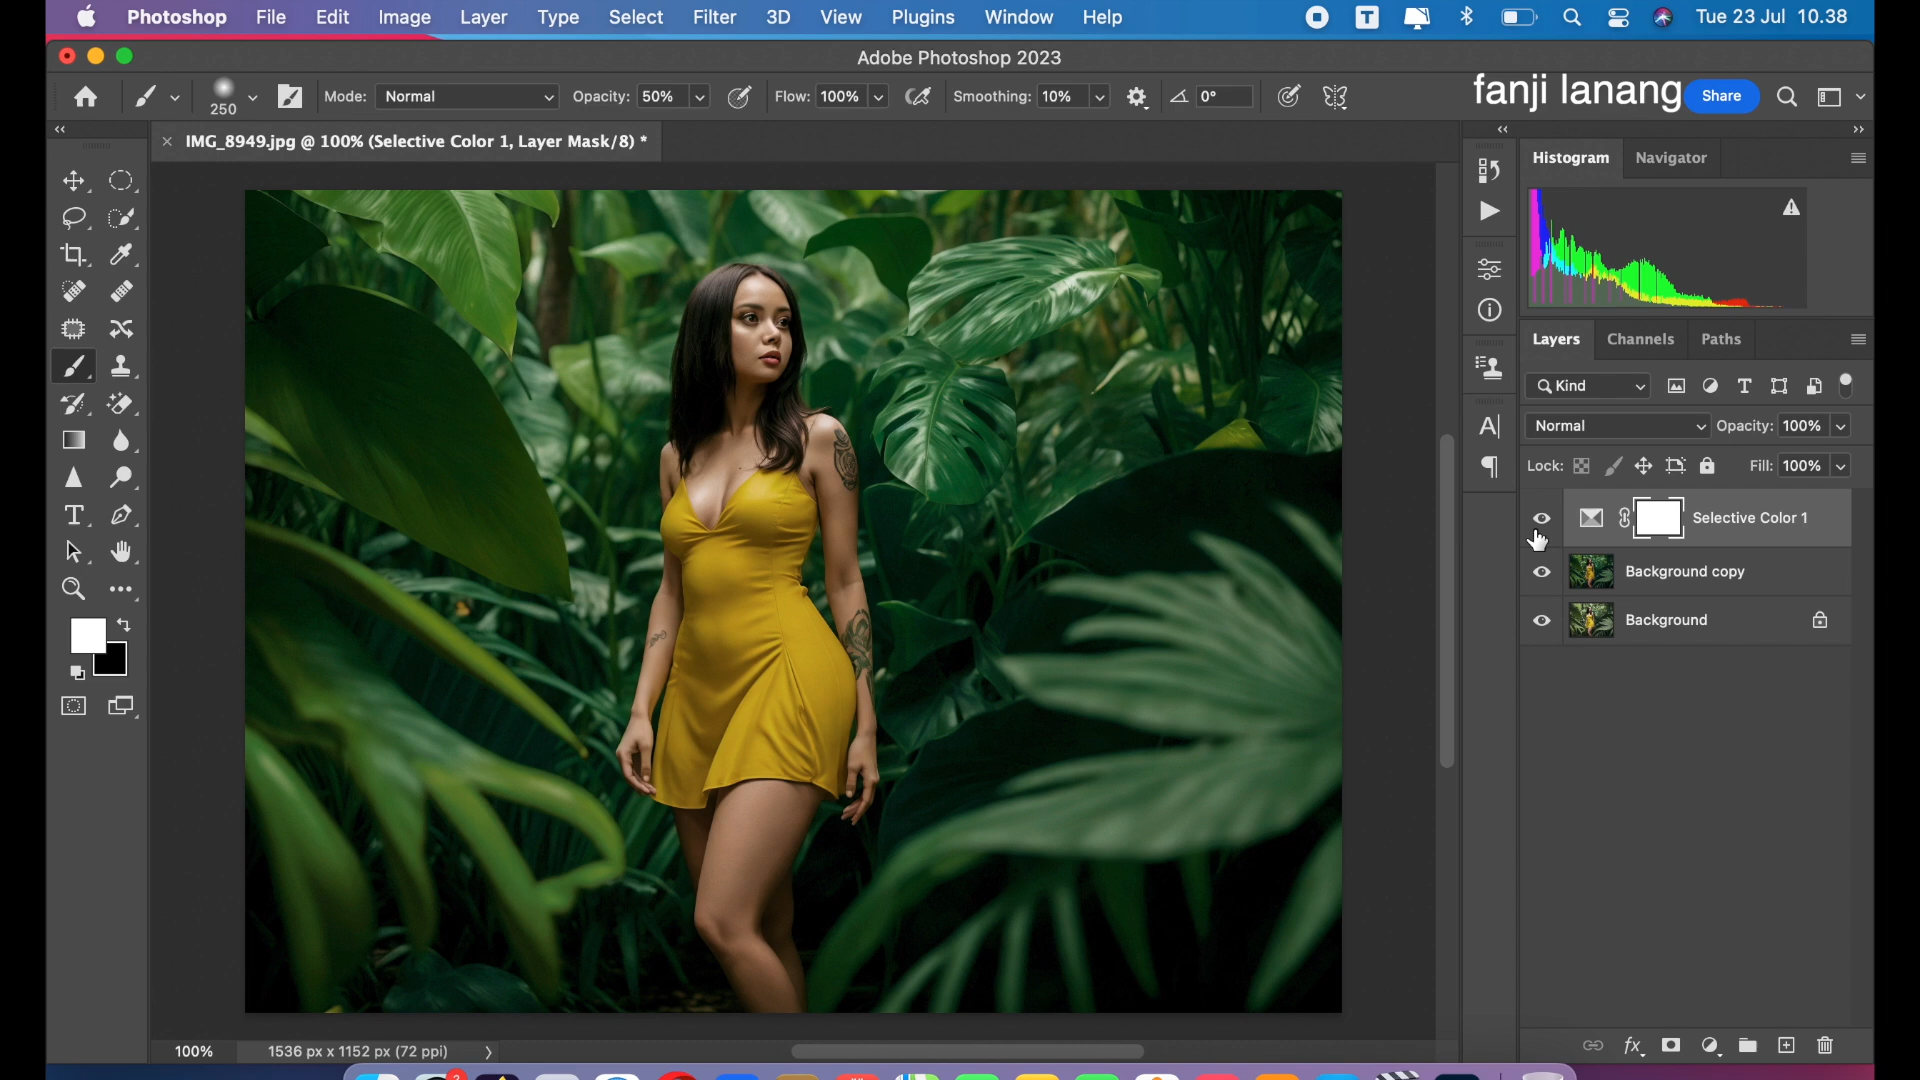 Photoshop File Edit Image Layer Type Select Filter 3D View Plugins Window Help T Tue 23 Jul 10.38
Adobe Photoshop 2023
250 Mode: Normal Opacity: 50% Flow: 100% Smoothing: 10% 0° fanji lanang Share
IMG_8949.jpg @ 100% (Selective Color 1, Layer Mask/8) *
Histogram Navigator
Layers Channels Paths
Kind
Normal Opacity: 100%
Lock: Fill: 100%
Selective Color 1
Background copy
Background
100% 1536 px x 1152 px (72 ppi)
fx
2